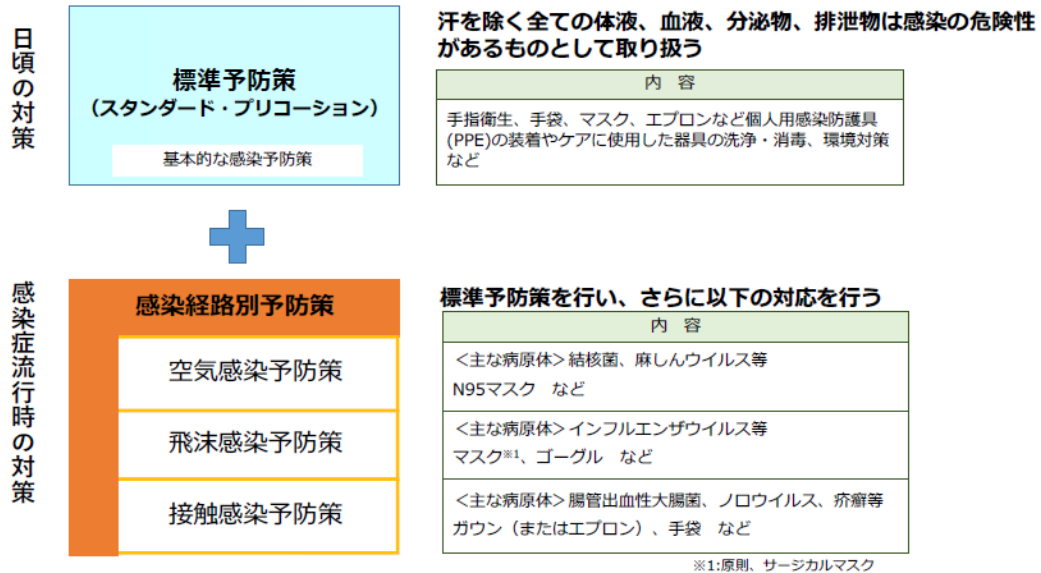 日頃の対策
標準予防策
（スタンダード・プリコーション）
基本的な感染予防策
汗を除く全ての体液、血液、分泌物、排泄物は感染の危険性
があるものとして取り扱う
内　容
手指衛生、手袋、マスク、エプロンなど個人用感染防護具
(PPE)の装着やケアに使用した器具の洗浄・消毒、環境対策
など
感染症流行時の対策
感染経路別予防策
空気感染予防策
飛沫感染予防策
接触感染予防策
標準予防策を行い、さらに以下の対応を行う
内　容
＜主な病原体＞結核菌、麻しんウイルス等
N95マスク　など
＜主な病原体＞インフルエンザウイルス等
マスク※1、ゴーグル　など
＜主な病原体＞腸管出血性大腸菌、ノロウイルス、疥癬等
ガウン（またはエプロン）、手袋　など
※1:原則、サージカルマスク